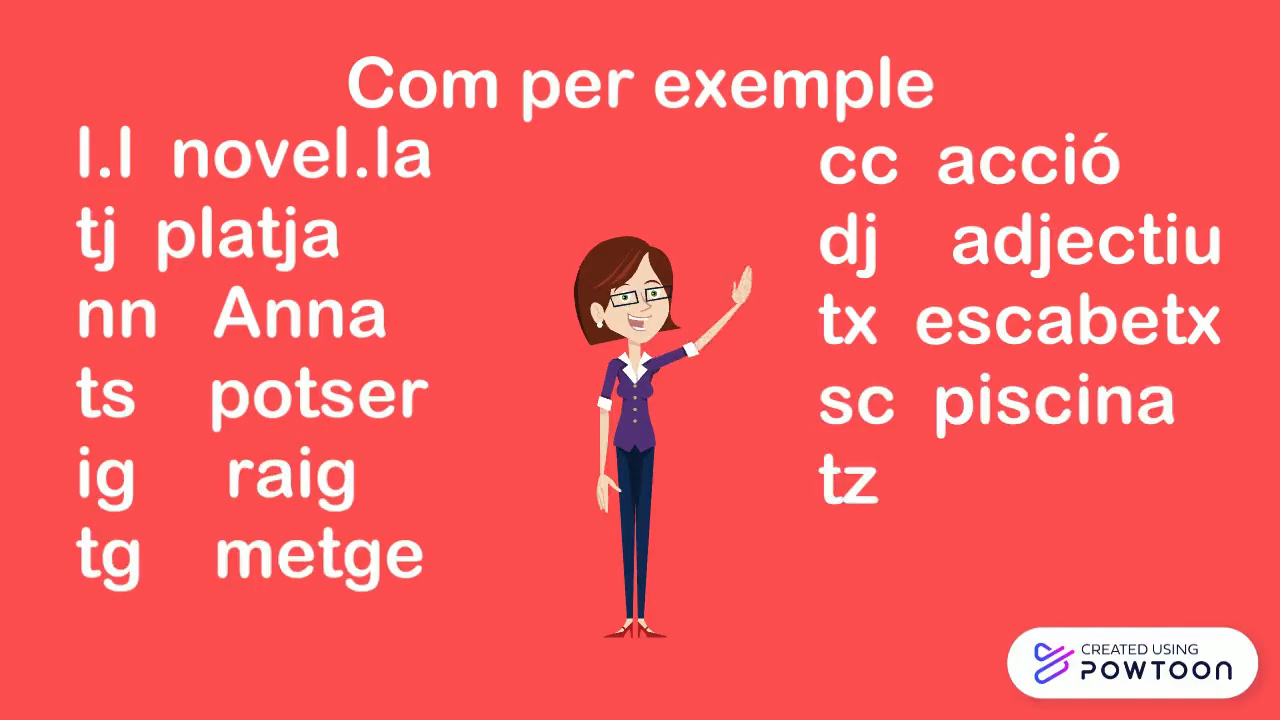 Com per exemple
l.l novel.la
tj platja
nn Anna
ts potser
ig raig
tg metge
cc acció
dj adjectiu
tx escabetx
sc piscina
tz
CREATED USING
POWTOON